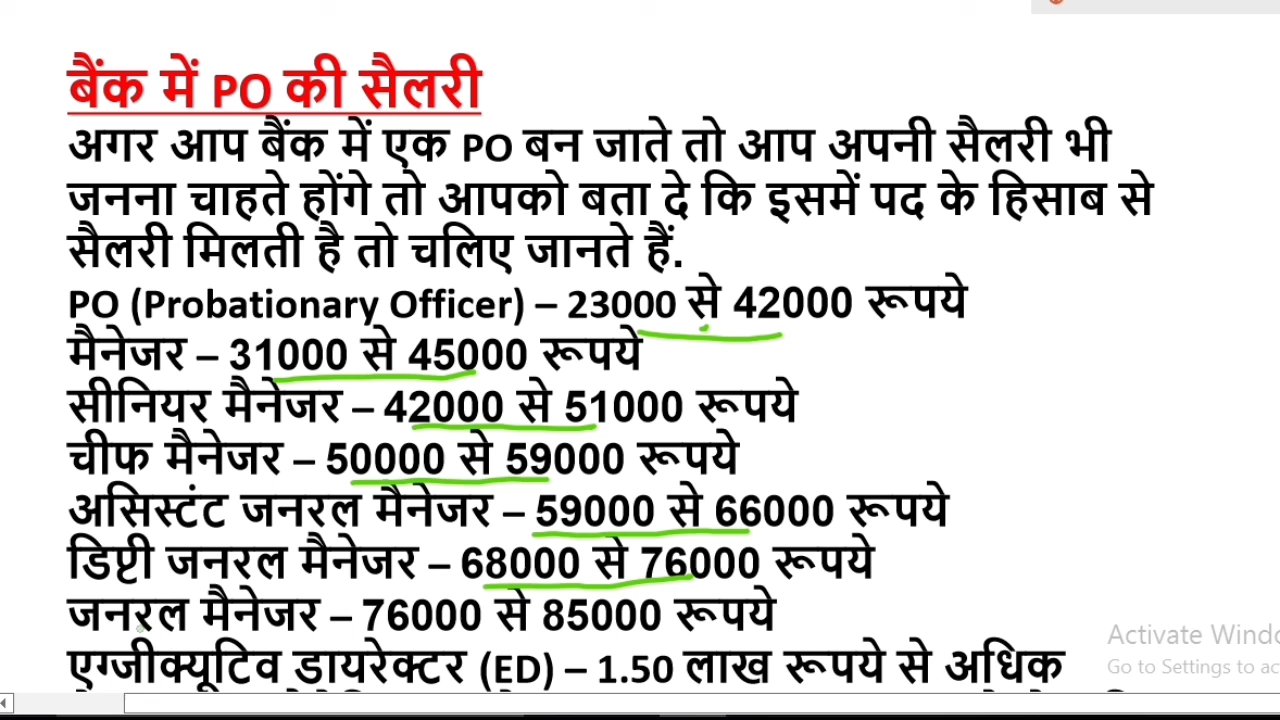 बैंक में PO की सैलरी
अगर आप बैंक में एक PO बन जाते तो आप अपनी सैलरी भी
जनना चाहते होंगे तो आपको बता दे कि इसमें पद के हिसाब से
सैलरी मिलती है तो चलिए जानते हैं.
PO (Probationary Officer) – 23000 से 42000 रूपये
मैनेजर – 31000 से 45000 रूपये
सीनियर मैनेजर – 42000 से 51000 रूपये
चीफ मैनेजर – 50000 से 59000 रूपये
असिस्टंट जनरल मैनेजर – 59000 से 66000 रूपये
डिप्टी जनरल मैनेजर – 68000 से 76000 रूपये
जनरल मैनेजर – 76000 से 85000 रूपये
एग्जीक्यूटिव डायरेक्टर (ED) – 1.50 लाख रूपये से अधिक
Activate Windo
Go to Settings to ac